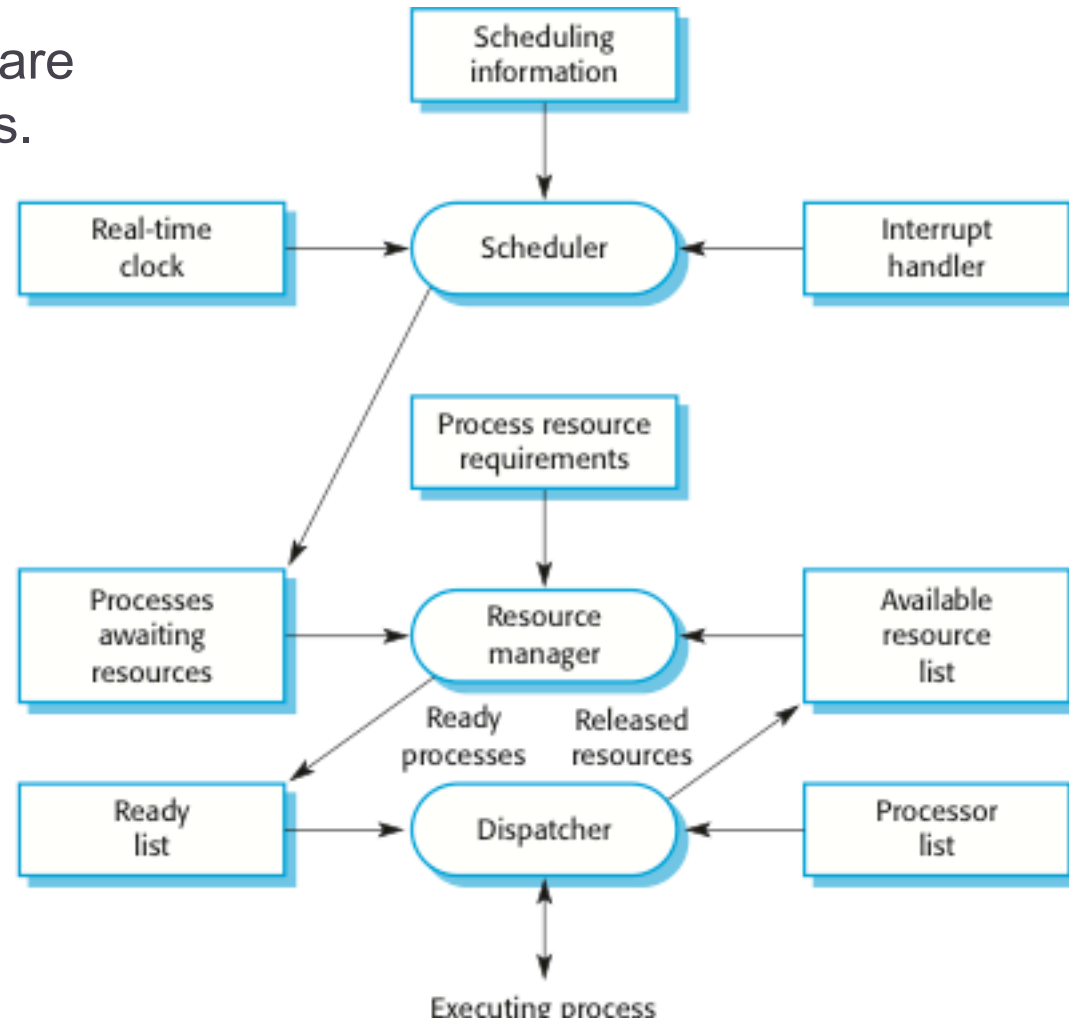 are
s.
Scheduling
information
Real-time
clock
Scheduler
Interrupt
handler
Process resource
requirements
Processes
awaiting
resources
Resource
manager
Available
resource
list
Ready
processes
Released
resources
Ready
list
Dispatcher
Processor
list
Executing process